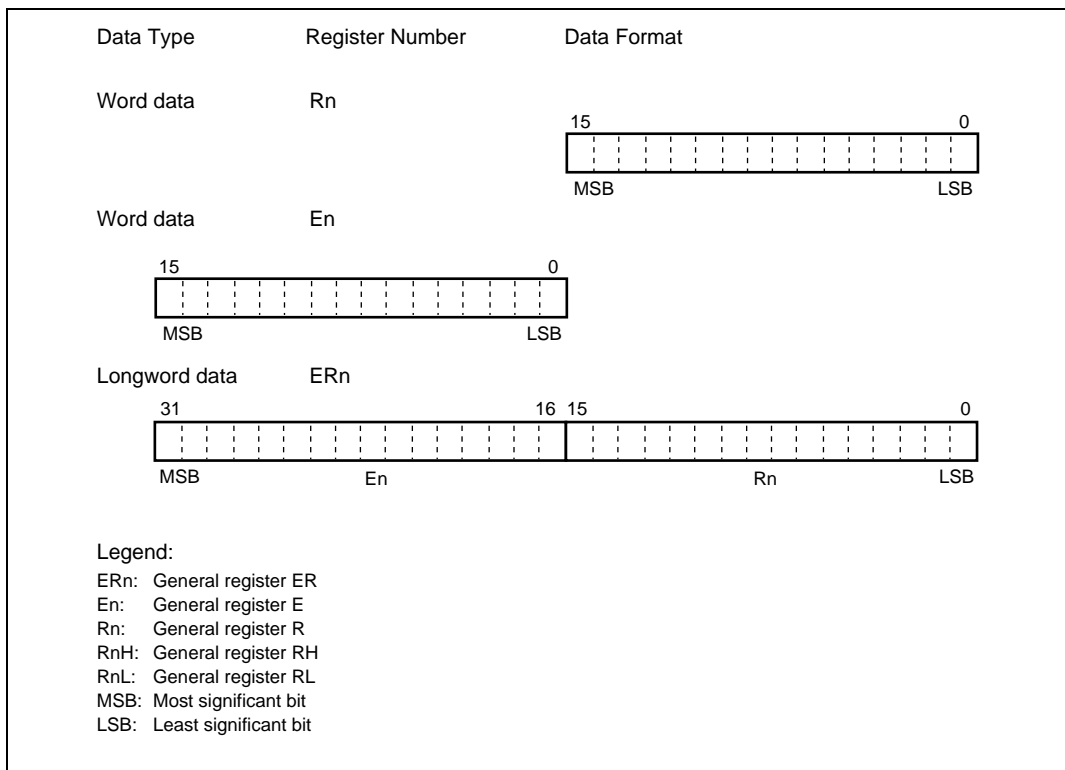 Data Type Register Number Data Format
Word data Rn
15 0
MSB LSB
Word data En
15 0
MSB LSB
Longword data ERn
31 16 15 0
MSB En Rn LSB
Legend:
ERn: General register ER
En: General register E
Rn: General register R
RnH: General register RH
RnL: General register RL
MSB: Most significant bit
LSB: Least significant bit